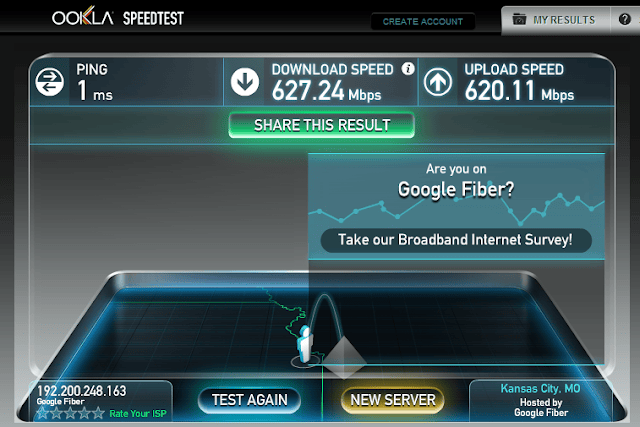 OOKLA SPEEDTEST
CREATE ACCOUNT
MY RESULTS
?
PING
1 ms
DOWNLOAD SPEED i
627.24 Mbps
UPLOAD SPEED
620.11 Mbps
SHARE THIS RESULT
Are you on
Google Fiber?
Take our Broadband Internet Survey!
192.200.248.163
Google Fiber
Rate Your ISP
TEST AGAIN
NEW SERVER
Kansas City, MO
Hosted by
Google Fiber